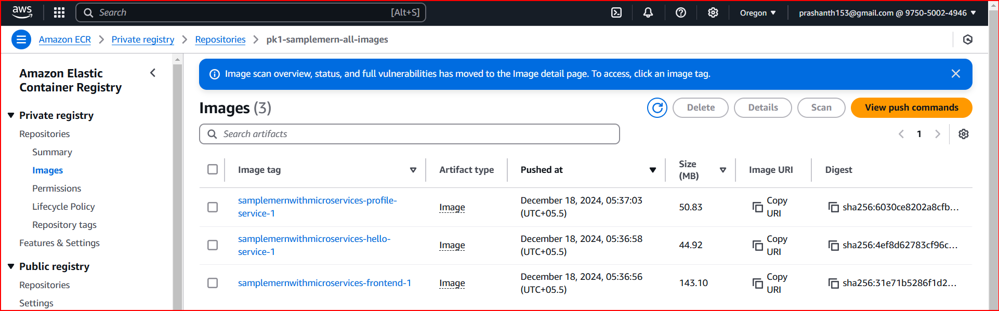 aws
Search [Alt+S]
Oregon
prashanth153@gmail.com @ 9750-5002-4946
Amazon ECR
Private registry
Repositories
pk1-samplemern-all-images
Amazon Elastic
Container Registry
Private registry
Repositories
Summary
Images
Permissions
Lifecycle Policy
Repository tags
Features & Settings
Public registry
Repositories
Settings
Image scan overview, status, and full vulnerabilities has moved to the Image detail page. To access, click an image tag.
Images (3)
Delete
Details
Scan
View push commands
Search artifacts
1
Image tag
Artifact type
Pushed at
Size
(MB)
Image URI
Digest
samplemernwithmicroservices-profile-
service-1
Image
December 18, 2024, 05:37:03
(UTC+05.5)
50.83
Copy
URI
sha256:6030ce8202a8cfb...
samplemernwithmicroservices-hello-
service-1
Image
December 18, 2024, 05:36:58
(UTC+05.5)
44.92
Copy
URI
sha256:4ef8d62783cf96c...
samplemernwithmicroservices-frontend-1
Image
December 18, 2024, 05:36:56
(UTC+05.5)
143.10
Copy
URI
sha256:31e71b5286f1d2...